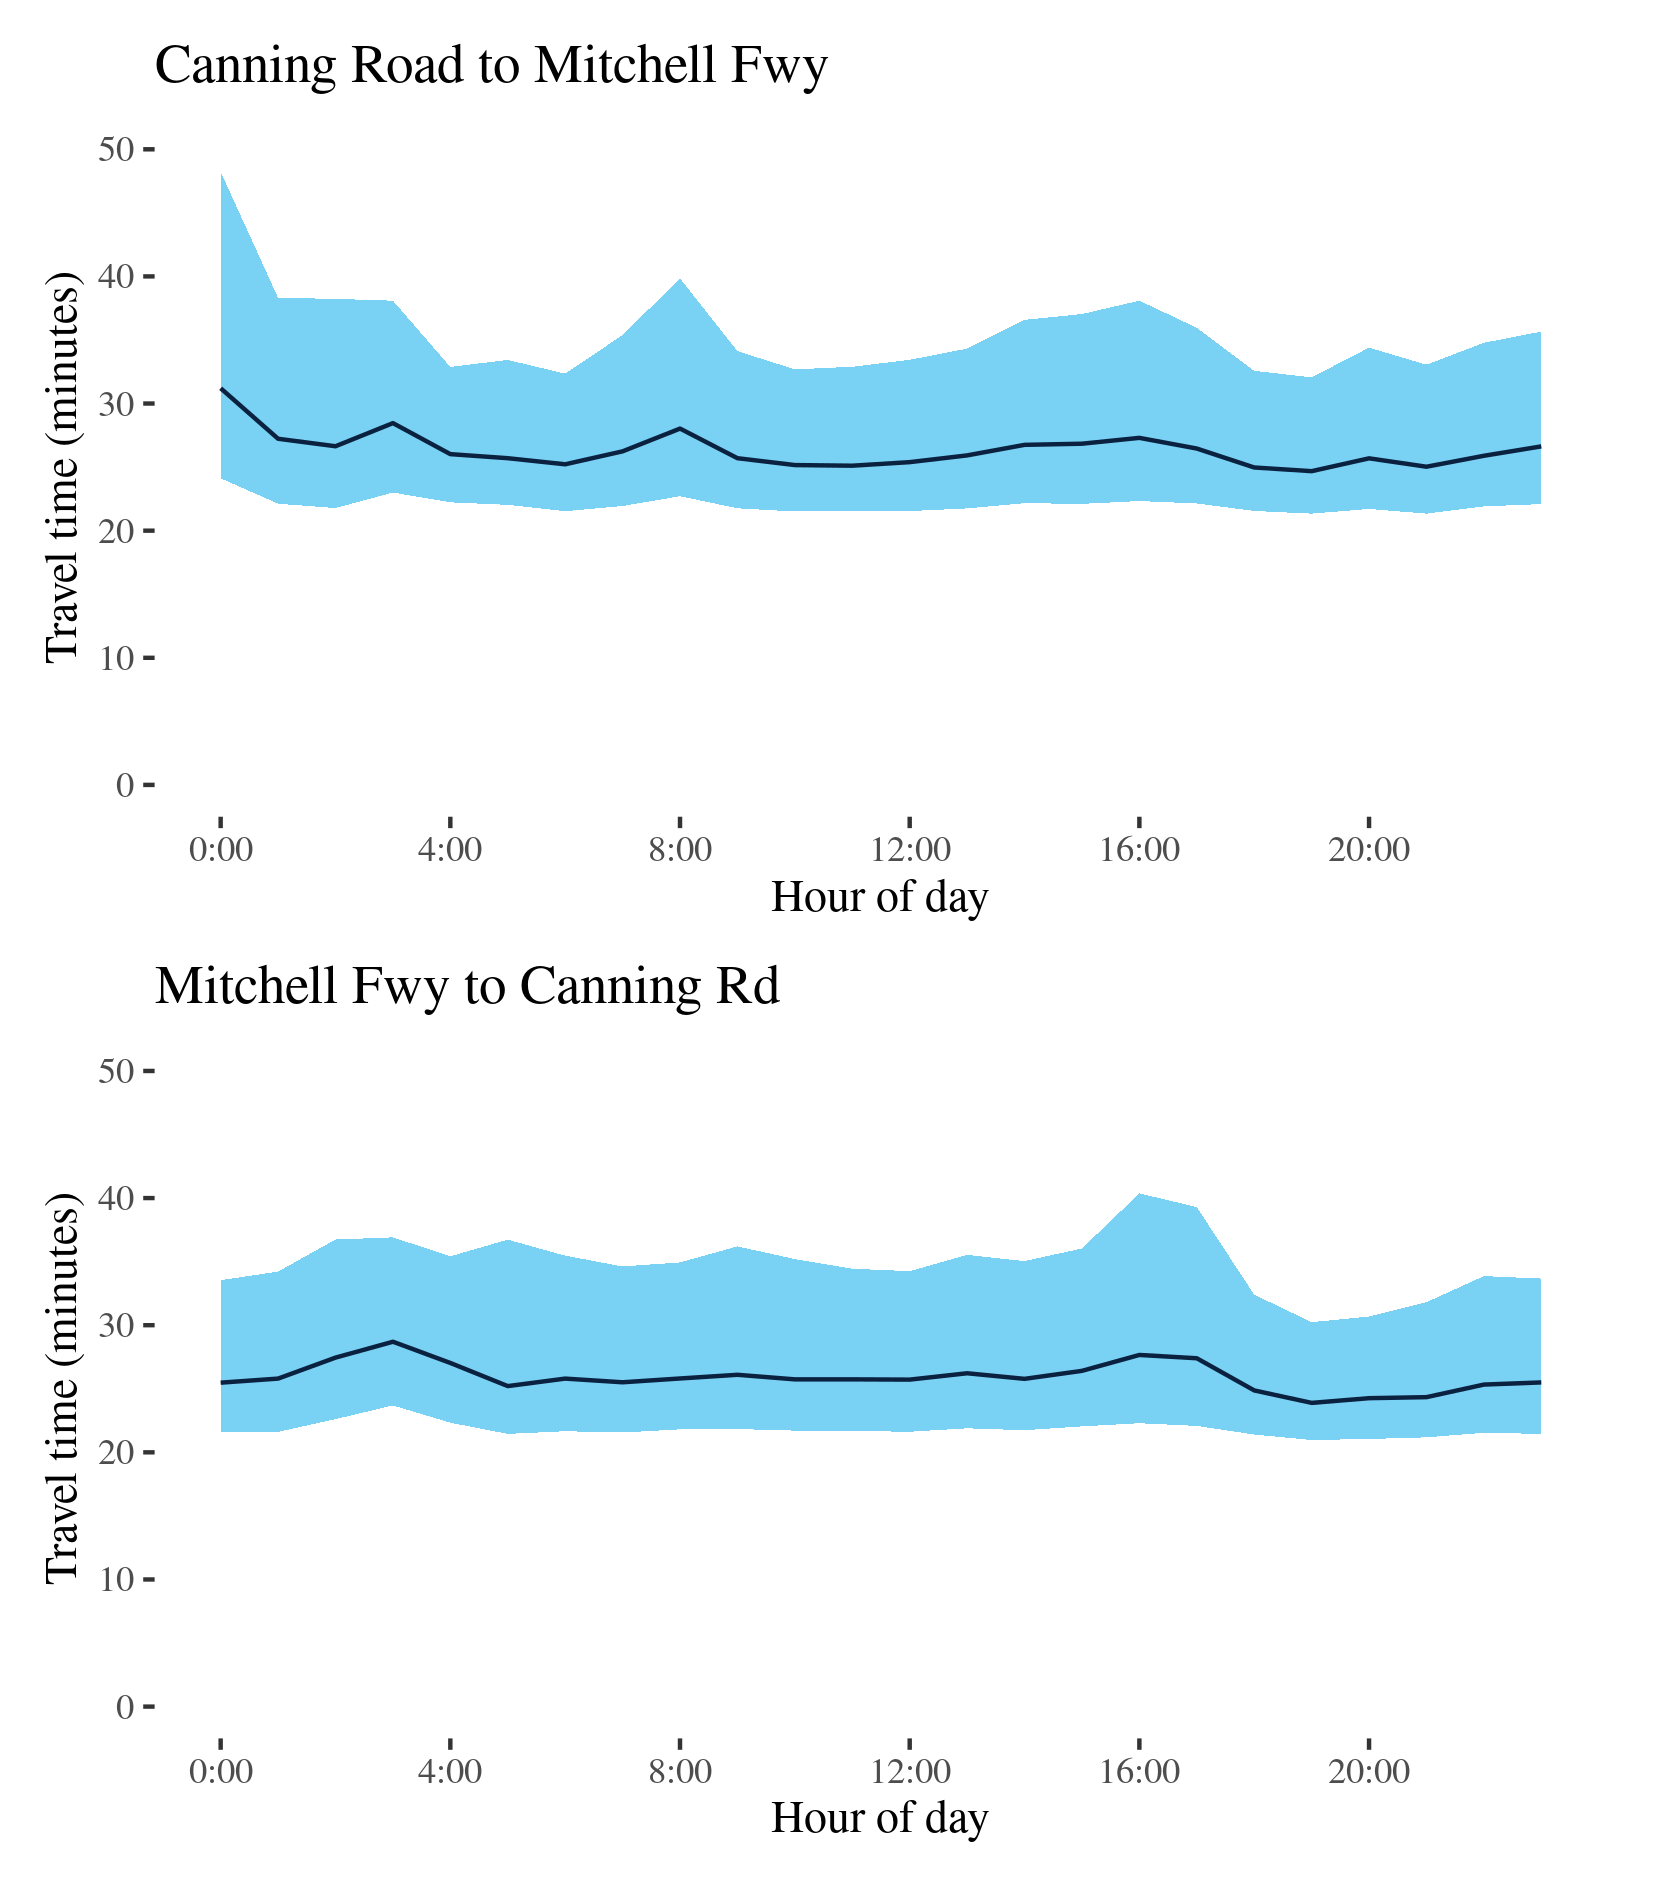 Canning Road to Mitchell Fwy
50
40
30
20
10
0
Travel time (minutes)
0:00 4:00 8:00 12:00 16:00 20:00
Hour of day
Mitchell Fwy to Canning Rd
50
40
30
20
10
0
Travel time (minutes)
0:00 4:00 8:00 12:00 16:00 20:00
Hour of day